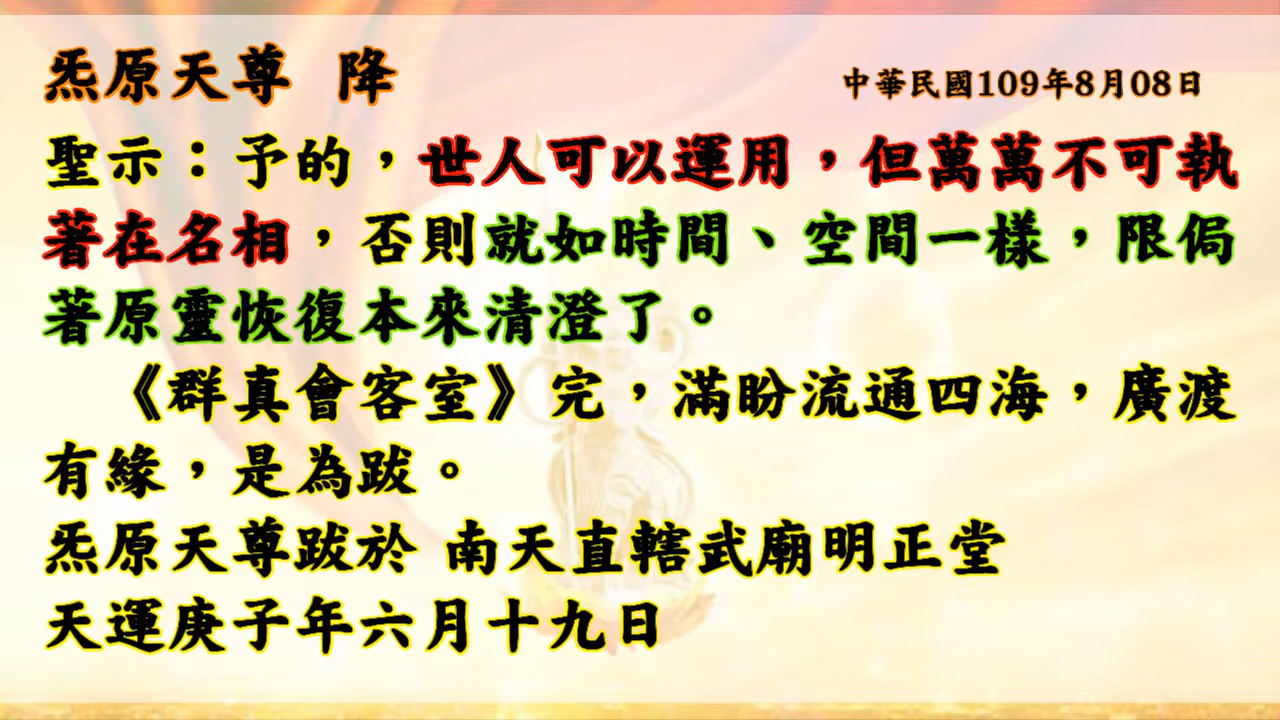 炁原天尊　降
中華民國109年8月08日
聖示：予的，世人可以運用，但萬萬不可執
著在名相，否則就如時間、空間一樣，限侷
著原靈恢復本來清澄了。
《群真會客室》完，滿盼流通四海，廣渡
有緣，是為跋。
炁原天尊跋於 南天直轄武廟明正堂
天運庚子年六月十九日